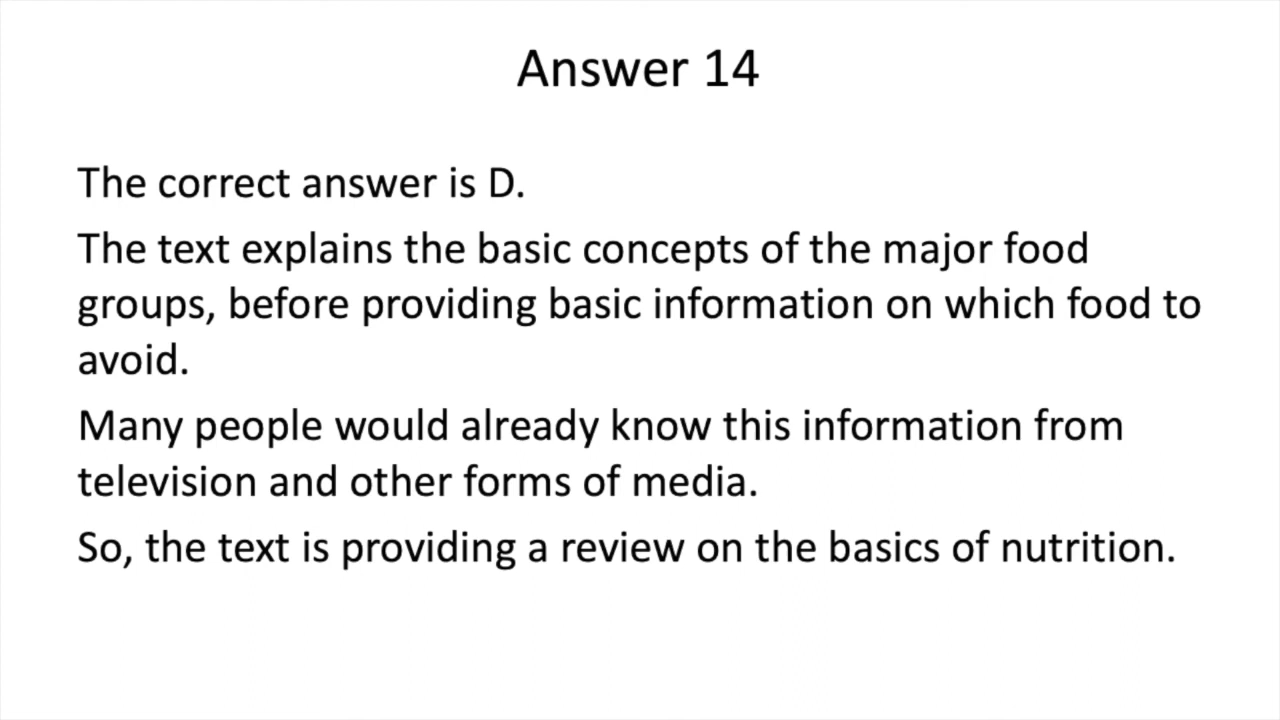 Answer 14
The correct answer is D.
The text explains the basic concepts of the major food
groups, before providing basic information on which food to
avoid.
Many people would already know this information from
television and other forms of media.
So, the text is providing a review on the basics of nutrition.